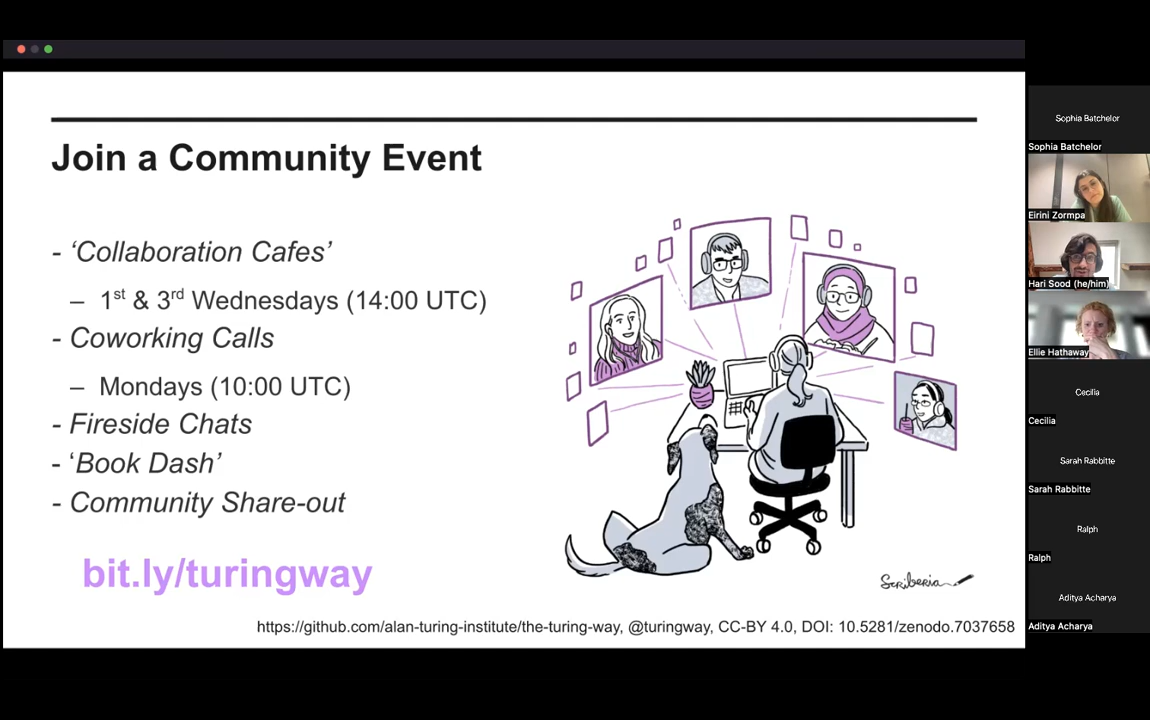 Join a Community Event
- ‘Collaboration Cafes’
– 1st & 3rd Wednesdays (14:00 UTC)
- Coworking Calls
– Mondays (10:00 UTC)
- Fireside Chats
- ‘Book Dash’
- Community Share-out
bit.ly/turingway
Scriberia
https://github.com/alan-turing-institute/the-turing-way, @turingway, CC-BY 4.0, DOI: 10.5281/zenodo.7037658
Sophia Batchelor
Sophia Batchelor
Eirini Zormpa
Hari Sood (he/him)
Ellie Hathaway
Cecilia
Cecilia
Sarah Rabbitte
Sarah Rabbitte
Ralph
Ralph
Aditya Acharya
Aditya Acharya